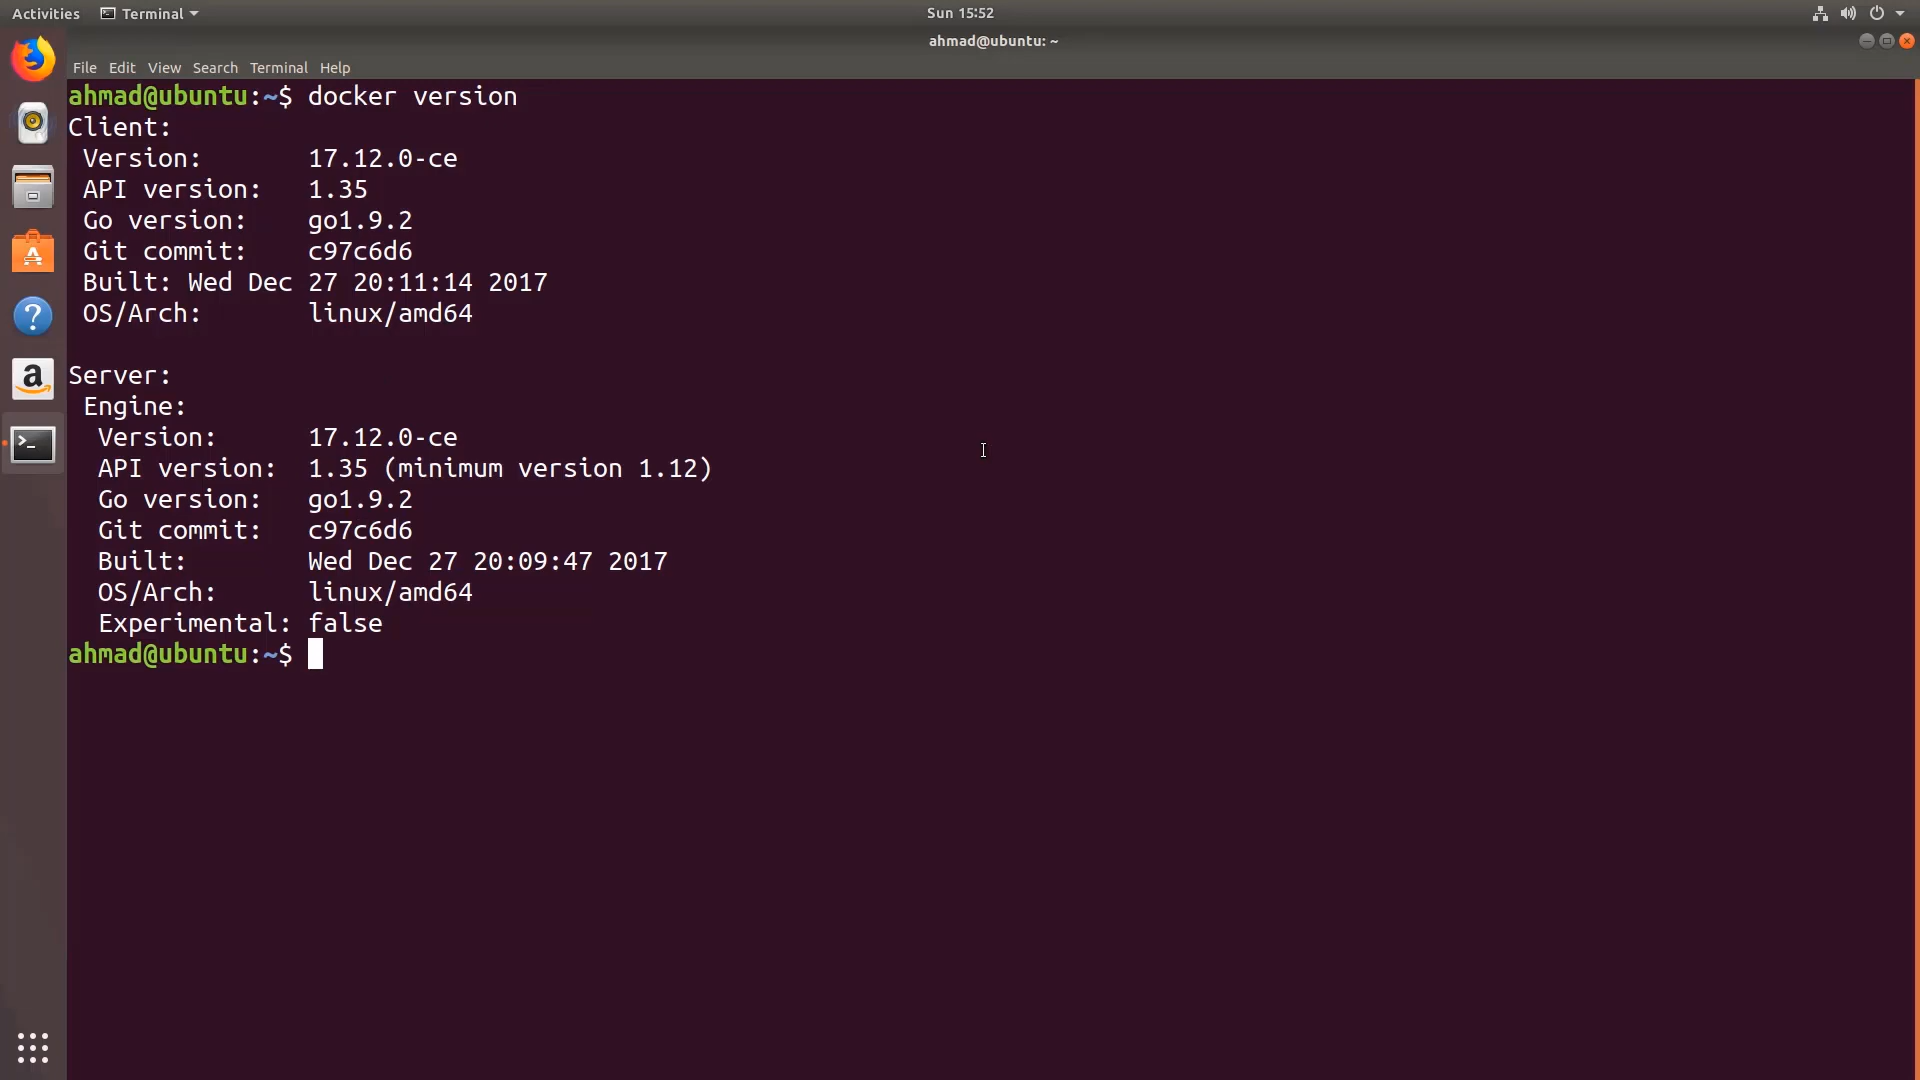 Activities Terminal Sun 15:52
ahmad@ubuntu: ~
File Edit View Search Terminal Help
ahmad@ubuntu:~$ docker version
Client:
 Version:       17.12.0-ce
 API version:   1.35
 Go version:    go1.9.2
 Git commit:    c97c6d6
 Built: Wed Dec 27 20:11:14 2017
 OS/Arch:       linux/amd64

Server:
 Engine:
  Version:      17.12.0-ce
  API version:  1.35 (minimum version 1.12)
  Go version:   go1.9.2
  Git commit:   c97c6d6
  Built:        Wed Dec 27 20:09:47 2017
  OS/Arch:      linux/amd64
  Experimental: false
ahmad@ubuntu:~$